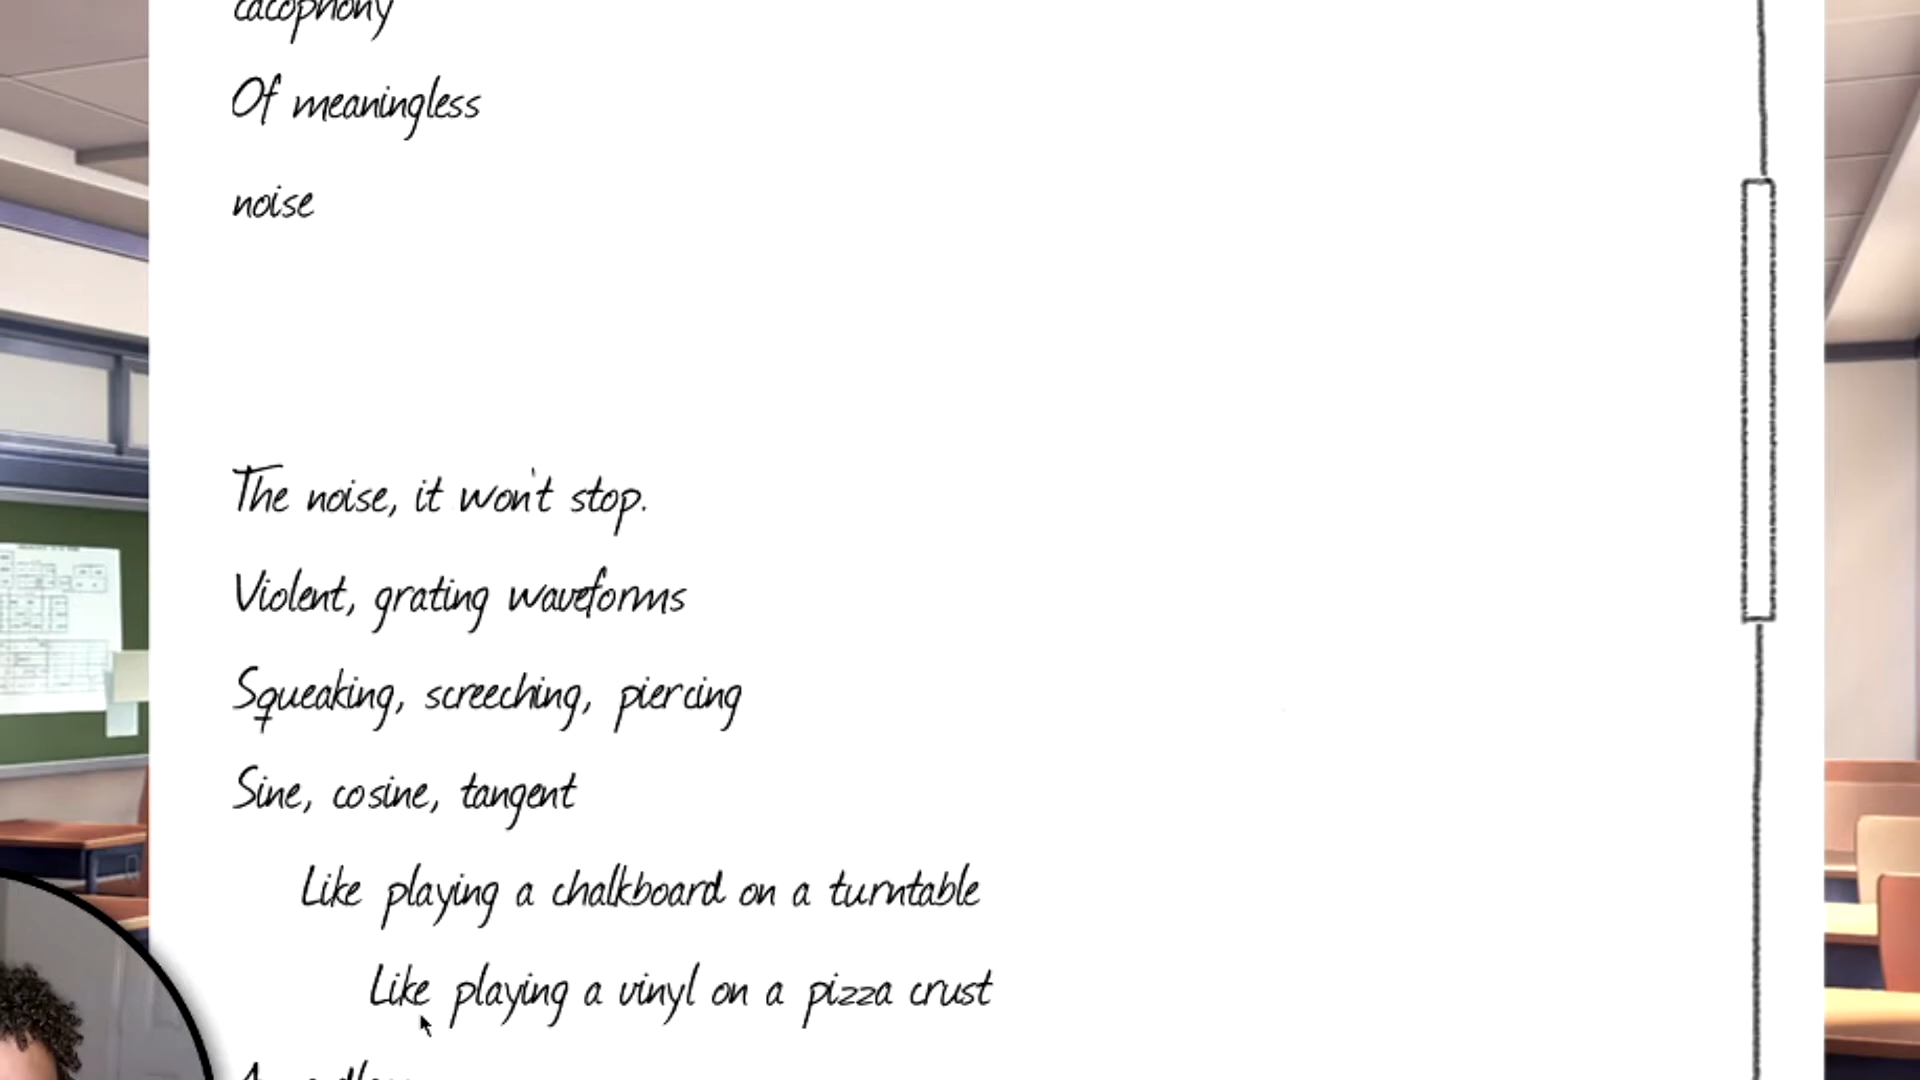 cacophony
Of meaningless
noise
The noise, it won't stop.
Violent, grating waveforms
Squeaking, screeching, piercing
Sine, cosine, tangent
Like playing a chalkboard on a turntable
Like playing a vinyl on a pizza crust